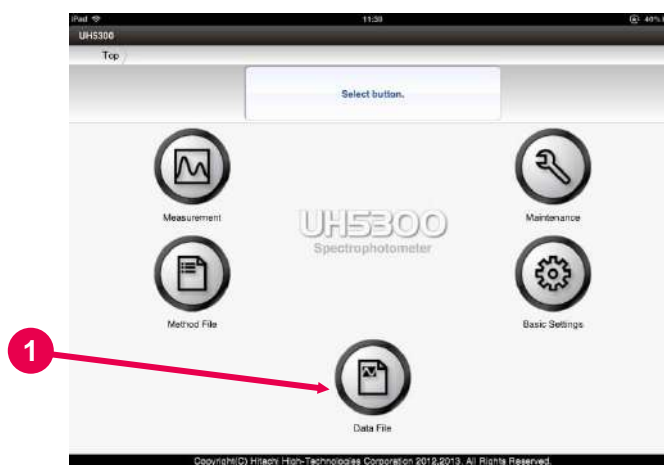 iPad 11:39 40%
UH5300
Top
Select button.
Measurement
Maintenance
UH5300
Spectrophotometer
Method File
Basic Settings
1
Data File
Copyright(C) Hitachi High-Technologies Corporation 2012,2013. All Rights Reserved.